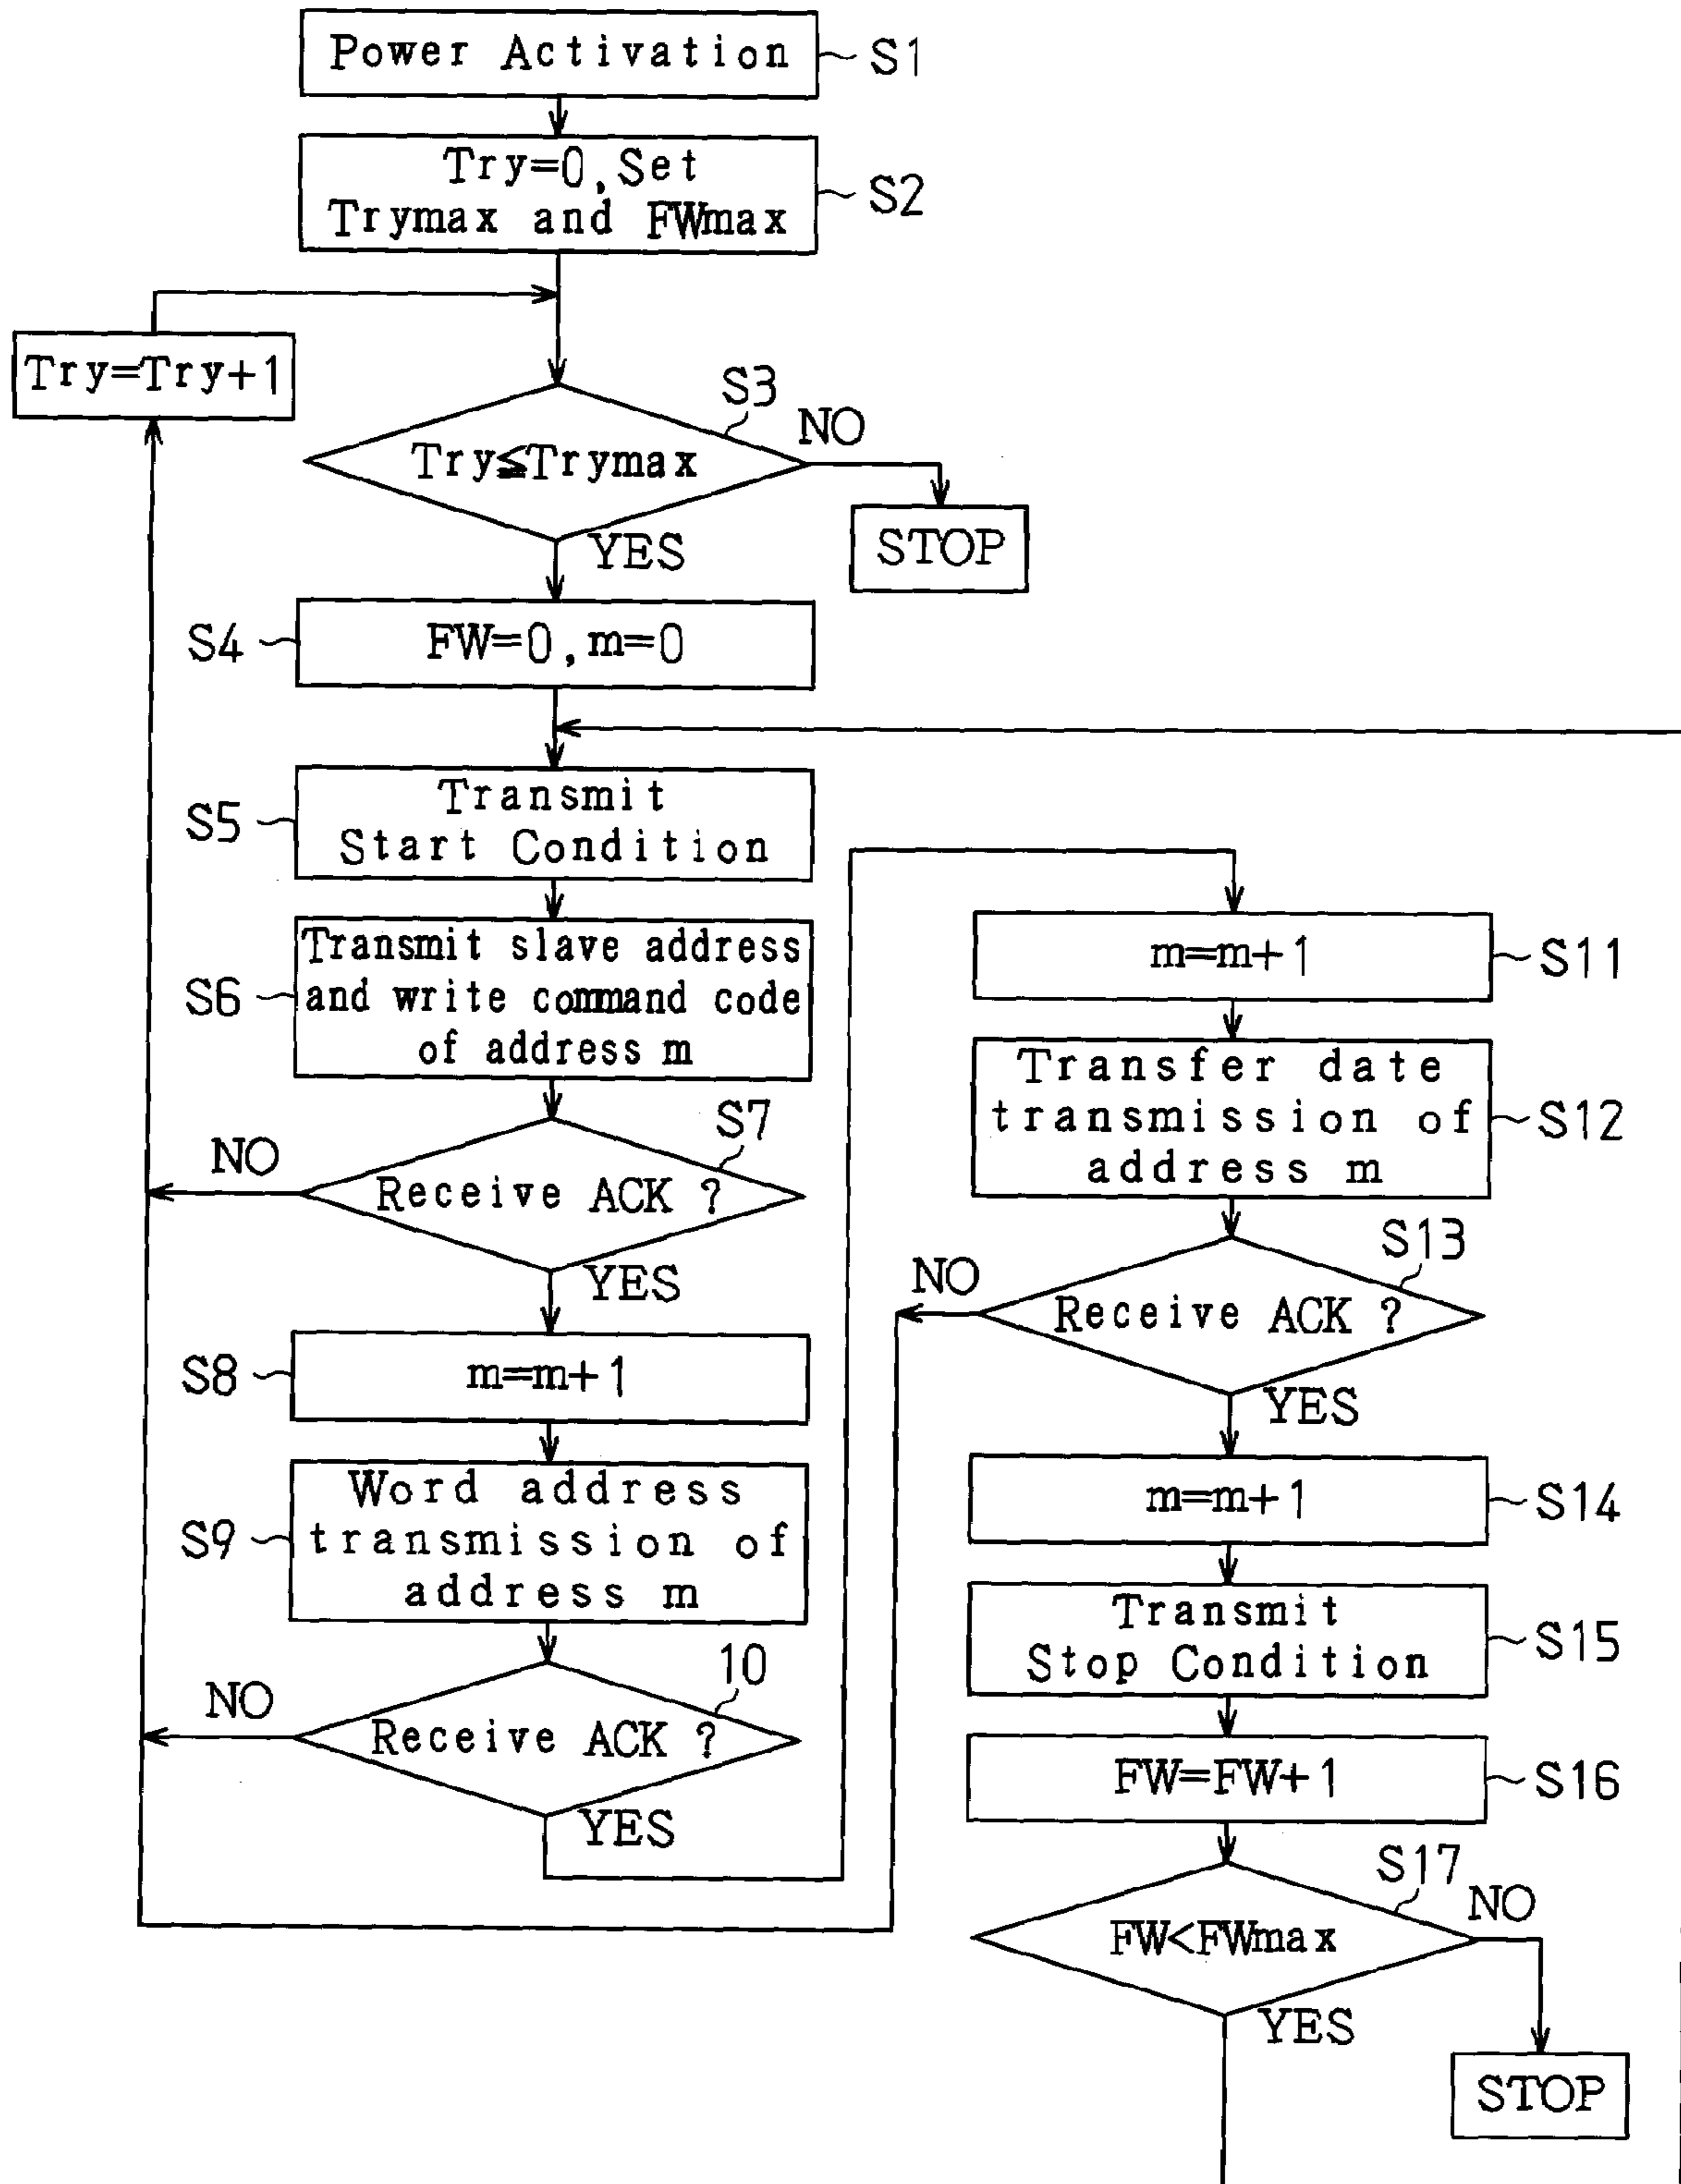 Power Activation
S1
Try=0, Set
Trymax and FWmax
S2
Try=Try+1
S3
Try≦Trymax
NO
STOP
YES
S4
FW=0, m=0
S5
Transmit
Start Condition
S6
Transmit slave address
and write command code
of address m
S7
NO
Receive ACK ?
YES
S8
m=m+1
S9
Word address
transmission of
address m
10
NO
Receive ACK ?
YES
m=m+1
S11
Transfer date
transmission of
address m
S12
S13
NO
Receive ACK ?
YES
m=m+1
S14
Transmit
Stop Condition
S15
FW=FW+1
S16
S17
NO
FW<FWmax
YES
STOP